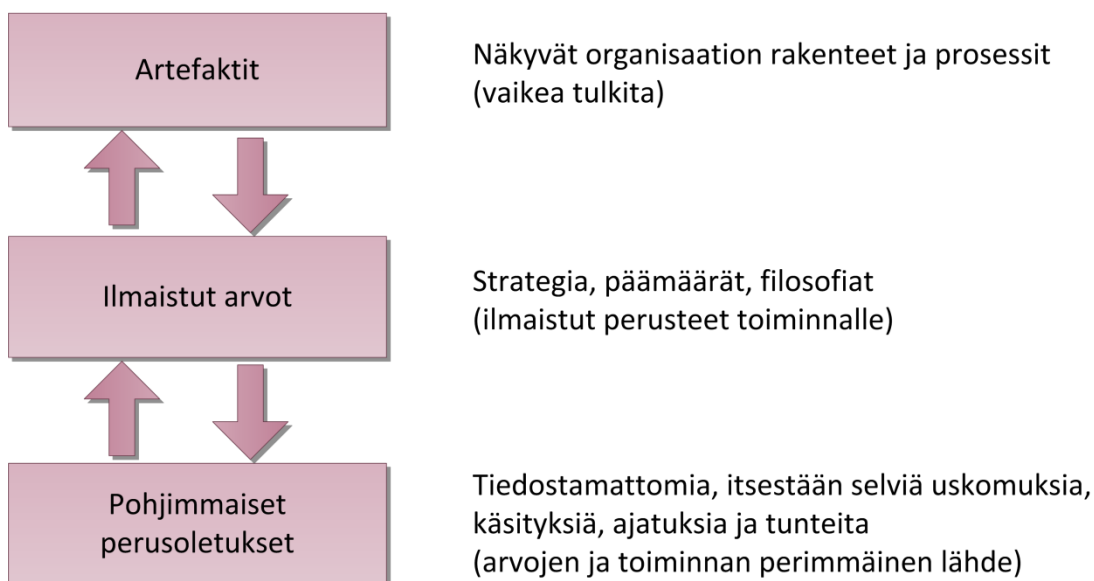 Artefaktit
Näkyvät organisaation rakenteet ja prosessit
(vaikea tulkita)
Ilmaistut arvot
Strategia, päämäärät, filosofiat
(ilmaistut perusteet toiminnalle)
Pohjimmaiset
perusoletukset
Tiedostamattomia, itsestään selviä uskomuksia,
käsityksiä, ajatuksia ja tunteita
(arvojen ja toiminnan perimmäinen lähde)